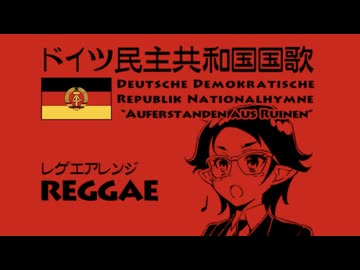 ドイツ民主共和国国歌
Deutsche Demokratische
Republik Nationalhymne
"Auferstanden Aus Ruinen"
レゲエアレンジ
REGGAE